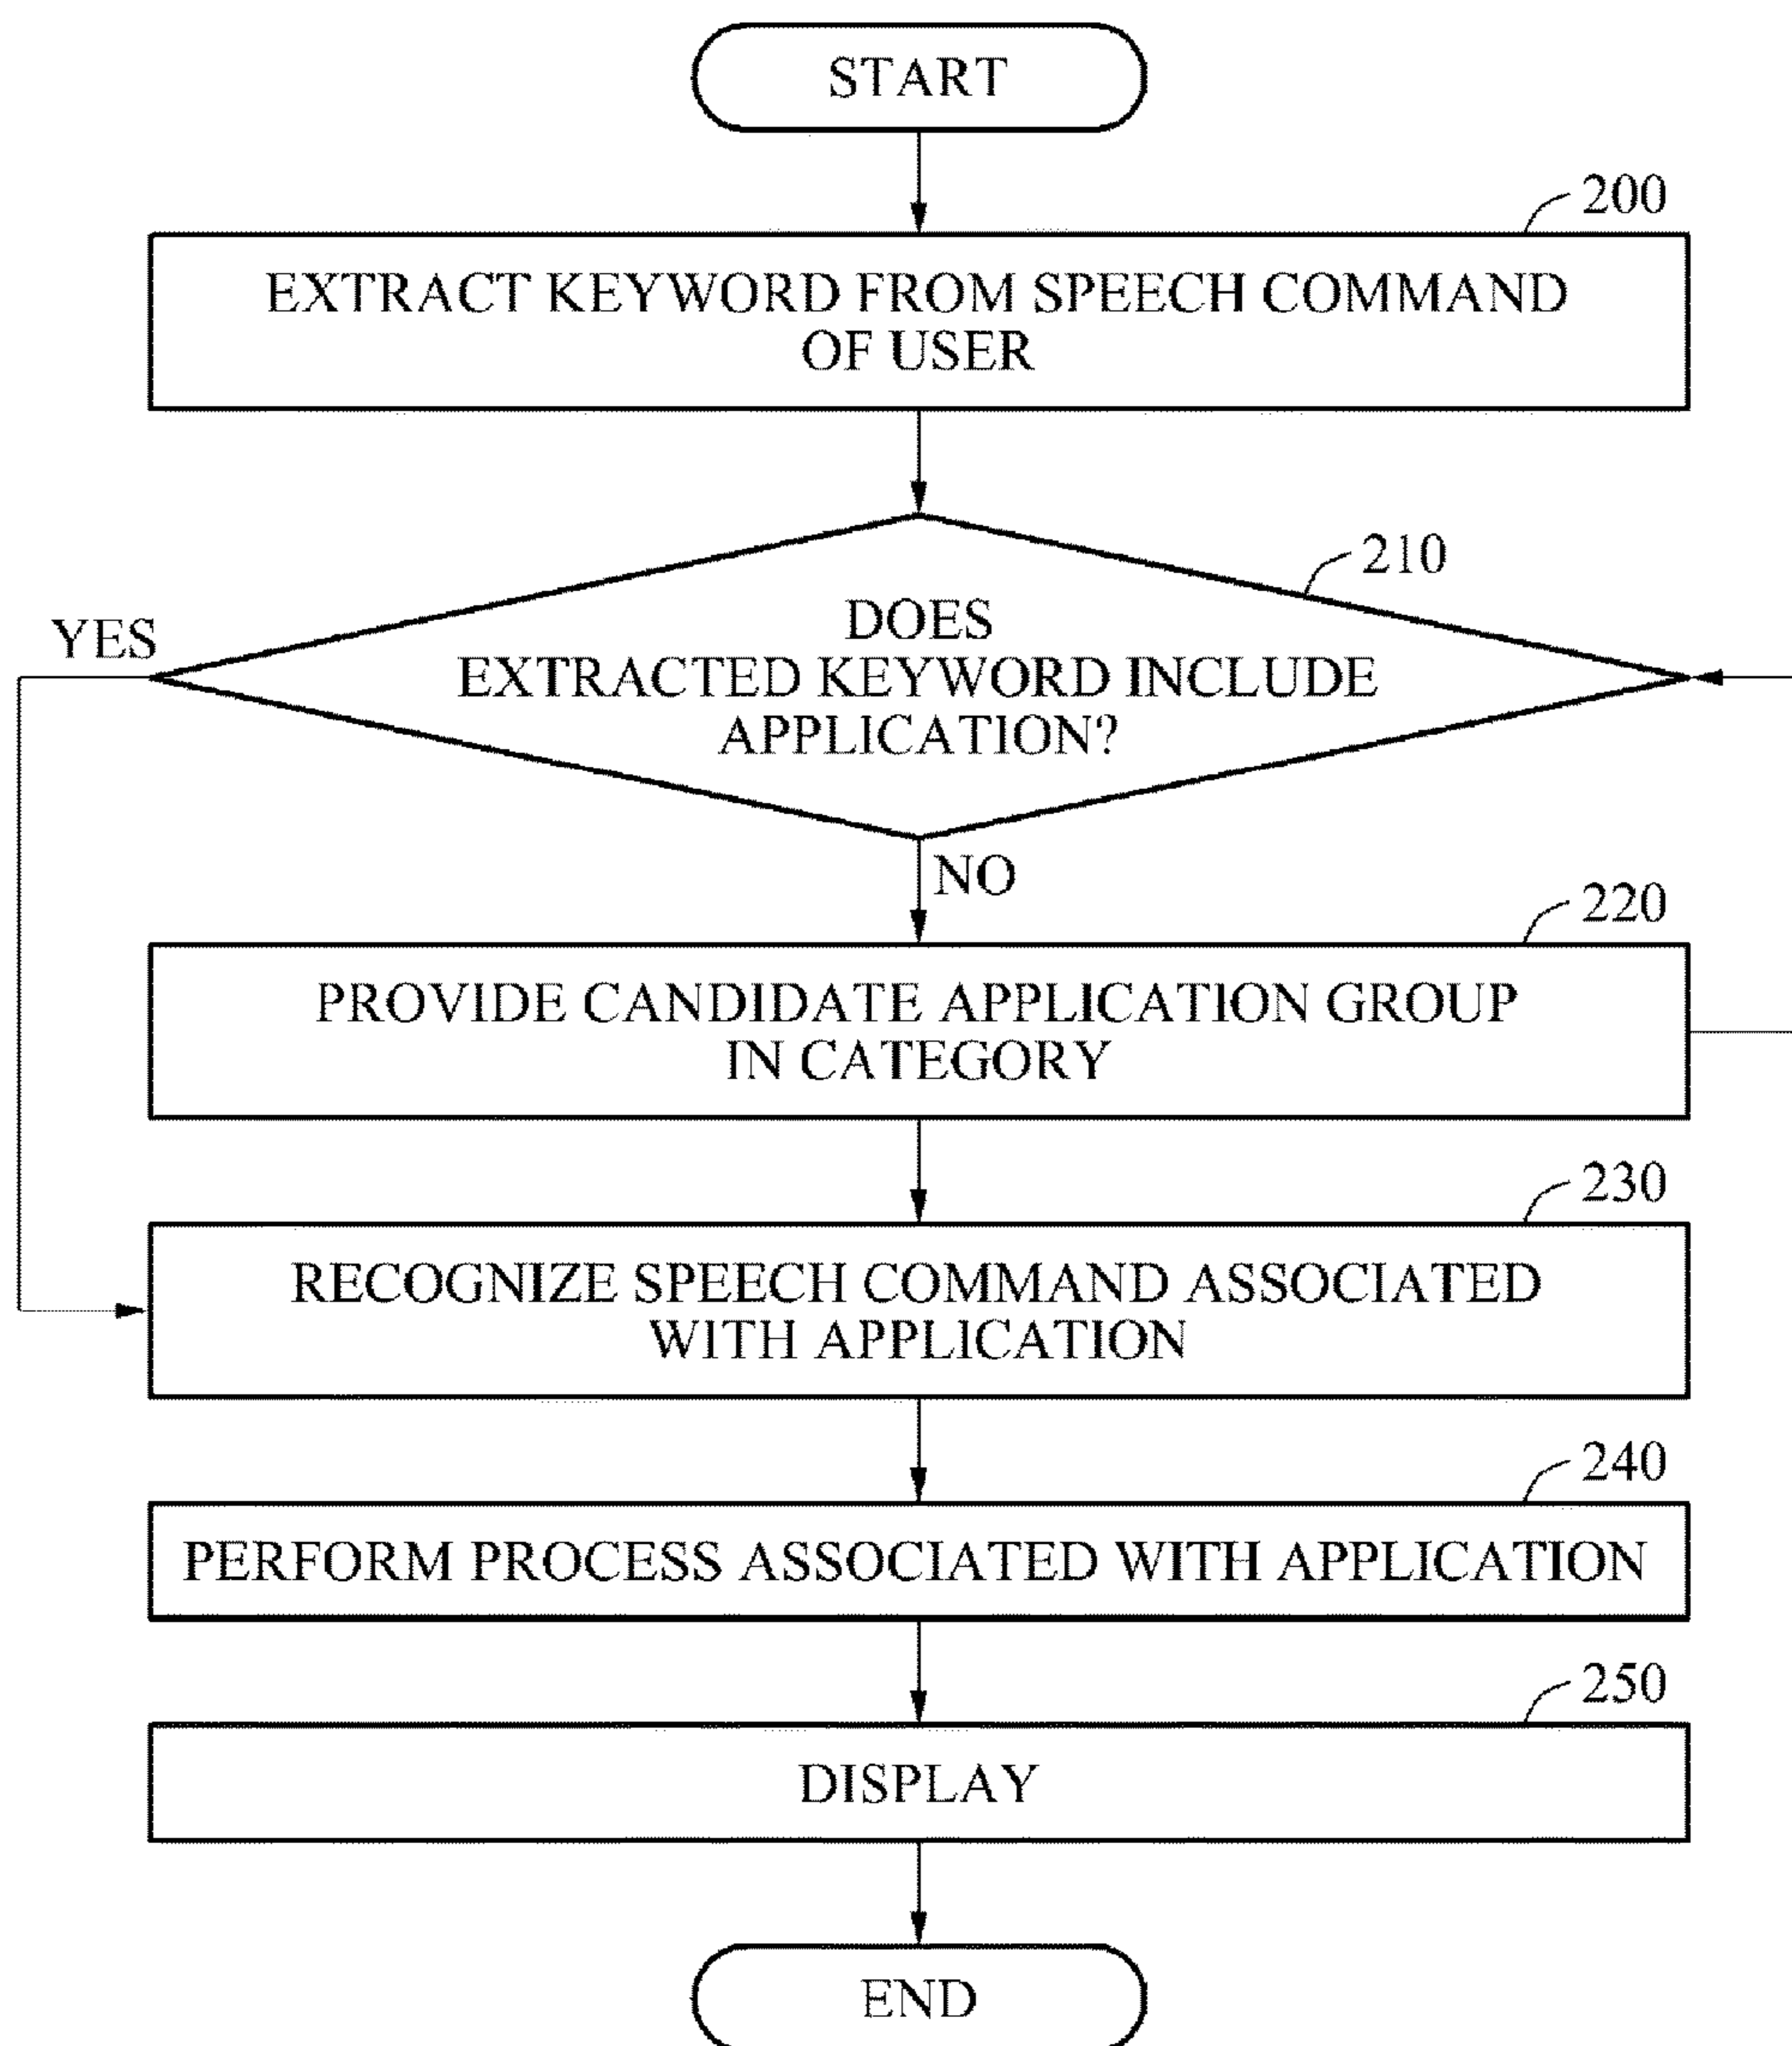 START
200
EXTRACT KEYWORD FROM SPEECH COMMAND
OF USER
210
YES
DOES
EXTRACTED KEYWORD INCLUDE
APPLICATION?
NO
220
PROVIDE CANDIDATE APPLICATION GROUP
IN CATEGORY
230
RECOGNIZE SPEECH COMMAND ASSOCIATED
WITH APPLICATION
240
PERFORM PROCESS ASSOCIATED WITH APPLICATION
250
DISPLAY
END